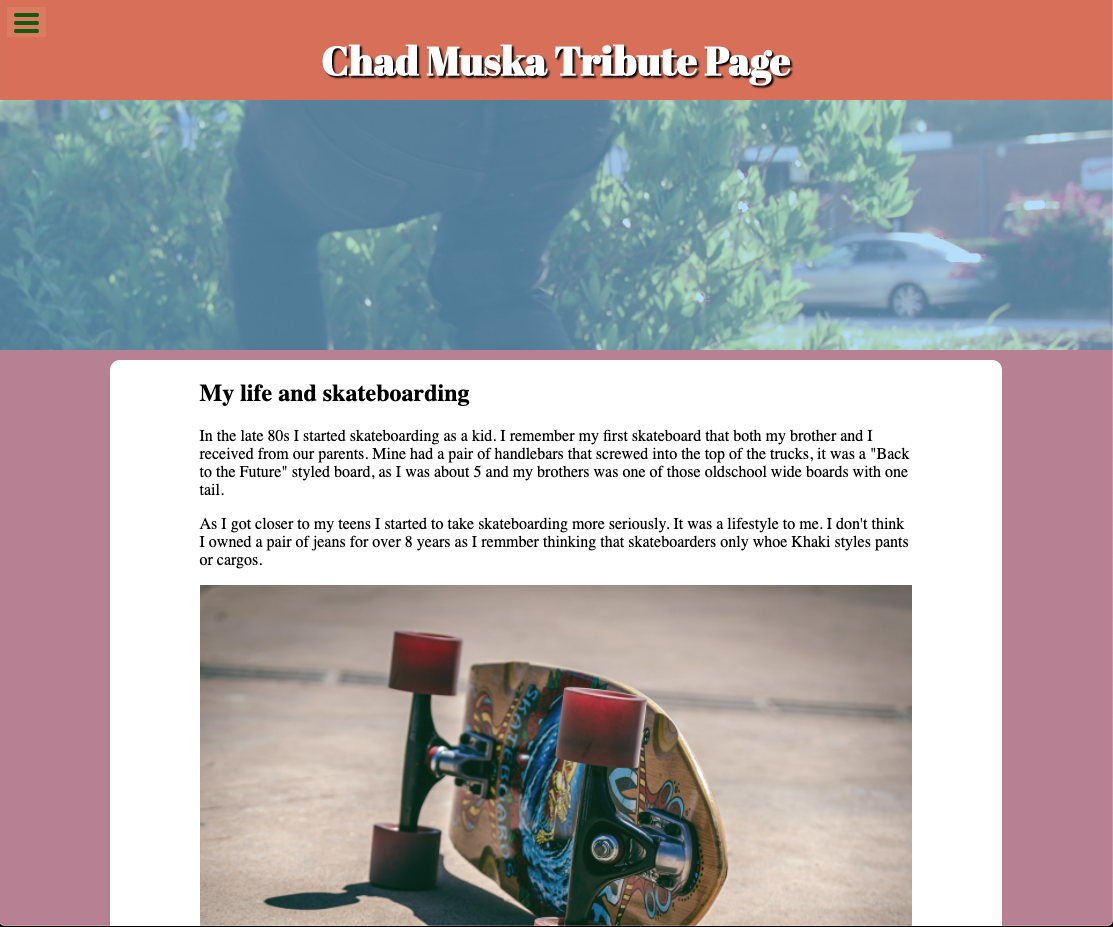 Chad Muska Tribute Page
My life and skateboarding
In the late 80s I started skateboarding as a kid. I remember my first skateboard that both my brother and I
received from our parents. Mine had a pair of handlebars that screwed into the top of the trucks, it was a "Back
to the Future" styled board, as I was about 5 and my brothers was one of those oldschool wide boards with one
tail.
As I got closer to my teens I started to take skateboarding more seriously. It was a lifestyle to me. I don't think
I owned a pair of jeans for over 8 years as I remmber thinking that skateboarders only whoe Khaki styles pants
or cargos.
SKATEBOARDS